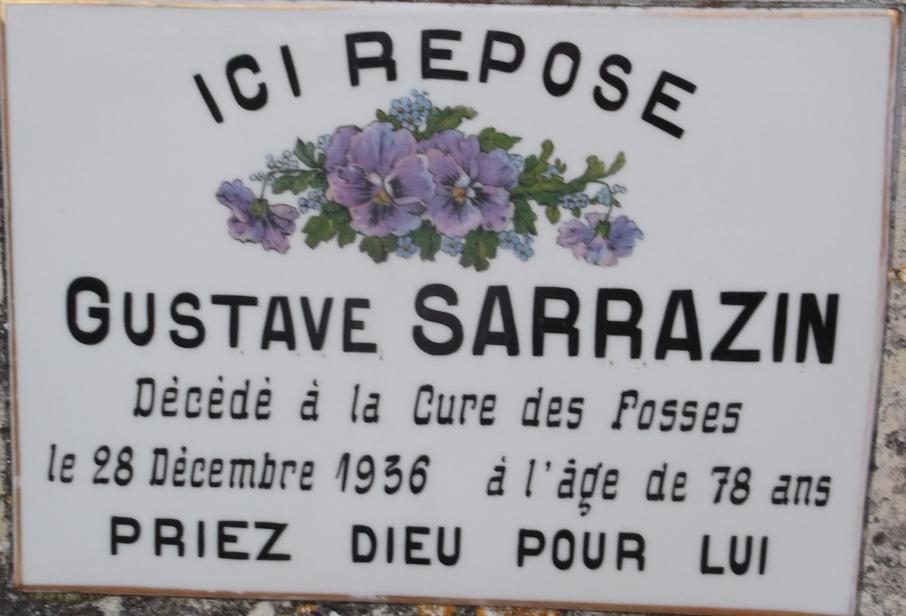 ICI REPOSE
GUSTAVE SARRAZIN
Décédé à la Cure des Fosses
le 28 Décembre 1936 à l'âge de 78 ans
PRIEZ DIEU POUR LUI